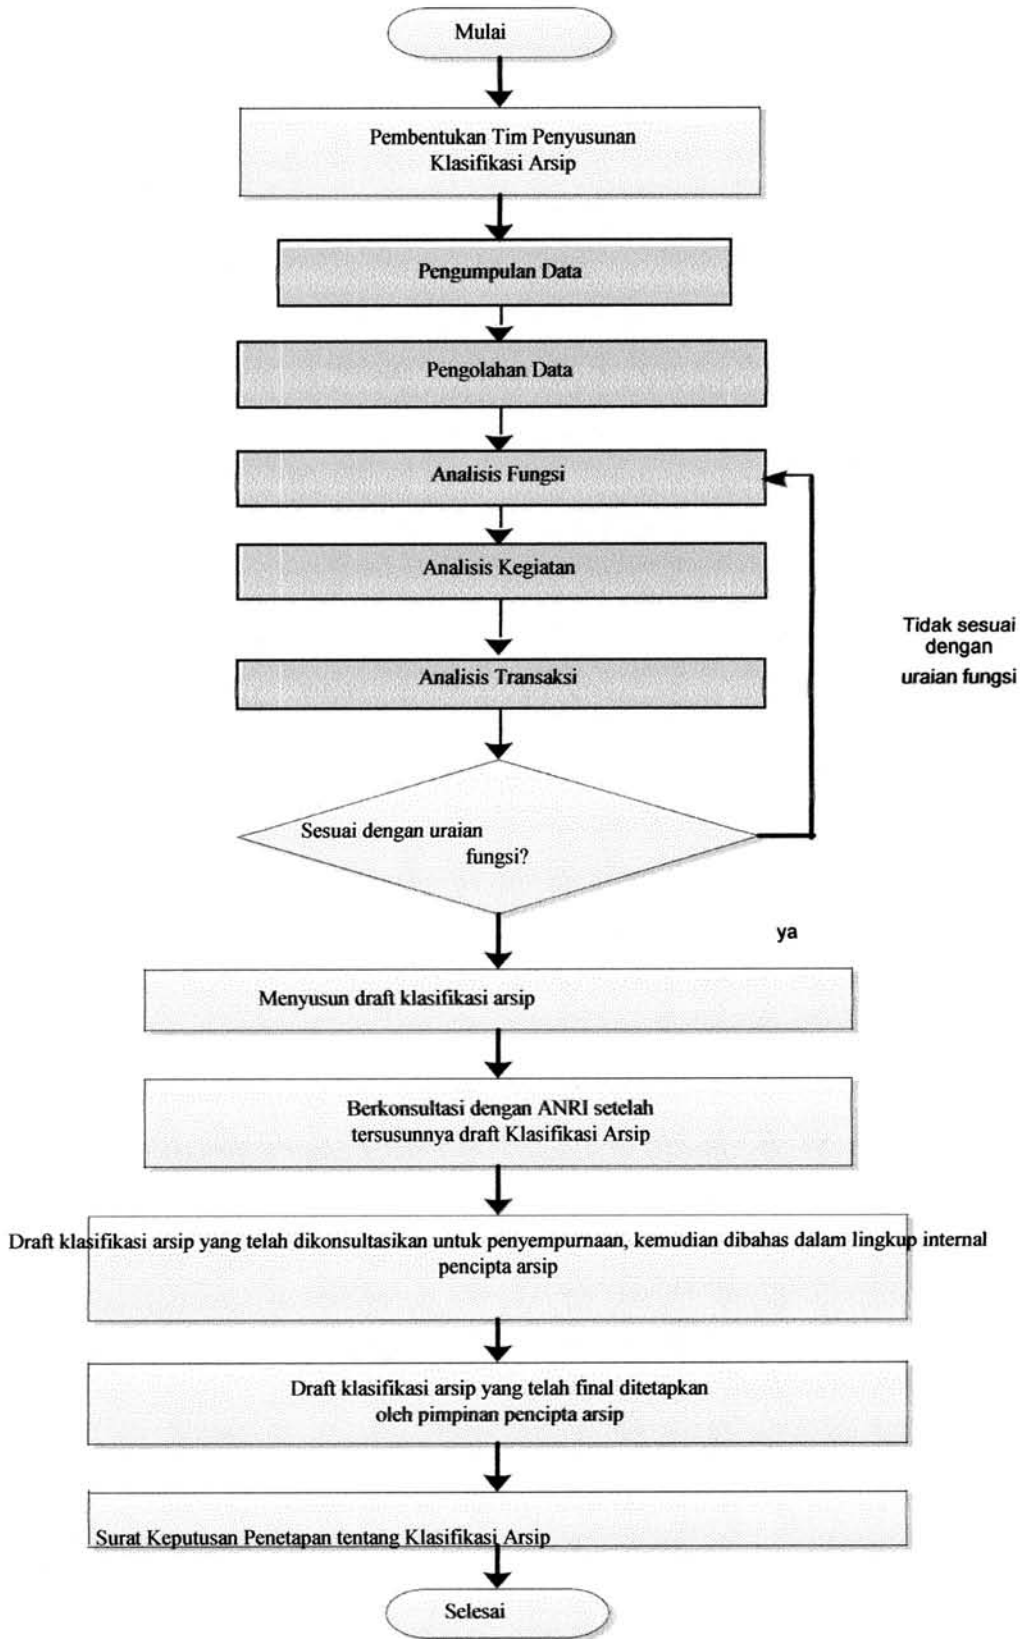 Mulai
Pembentukan Tim Penyusunan
Klasifikasi Arsip
Pengumpulan Data
Pengolahan Data
Analisis Fungsi
Analisis Kegiatan
Analisis Transaksi
Tidak sesuai
dengan
uraian fungsi
Sesuai dengan uraian
fungsi?
ya
Menyusun draft klasifikasi arsip
Berkonsultasi dengan ANRI setelah
tersusunnya draft Klasifikasi Arsip
Draft klasifikasi arsip yang telah dikonsultasikan untuk penyempurnaan, kemudian dibahas dalam lingkup internal
pencipta arsip
Draft klasifikasi arsip yang telah final ditetapkan
oleh pimpinan pencipta arsip
Surat Keputusan Penetapan tentang Klasifikasi Arsip
Selesai